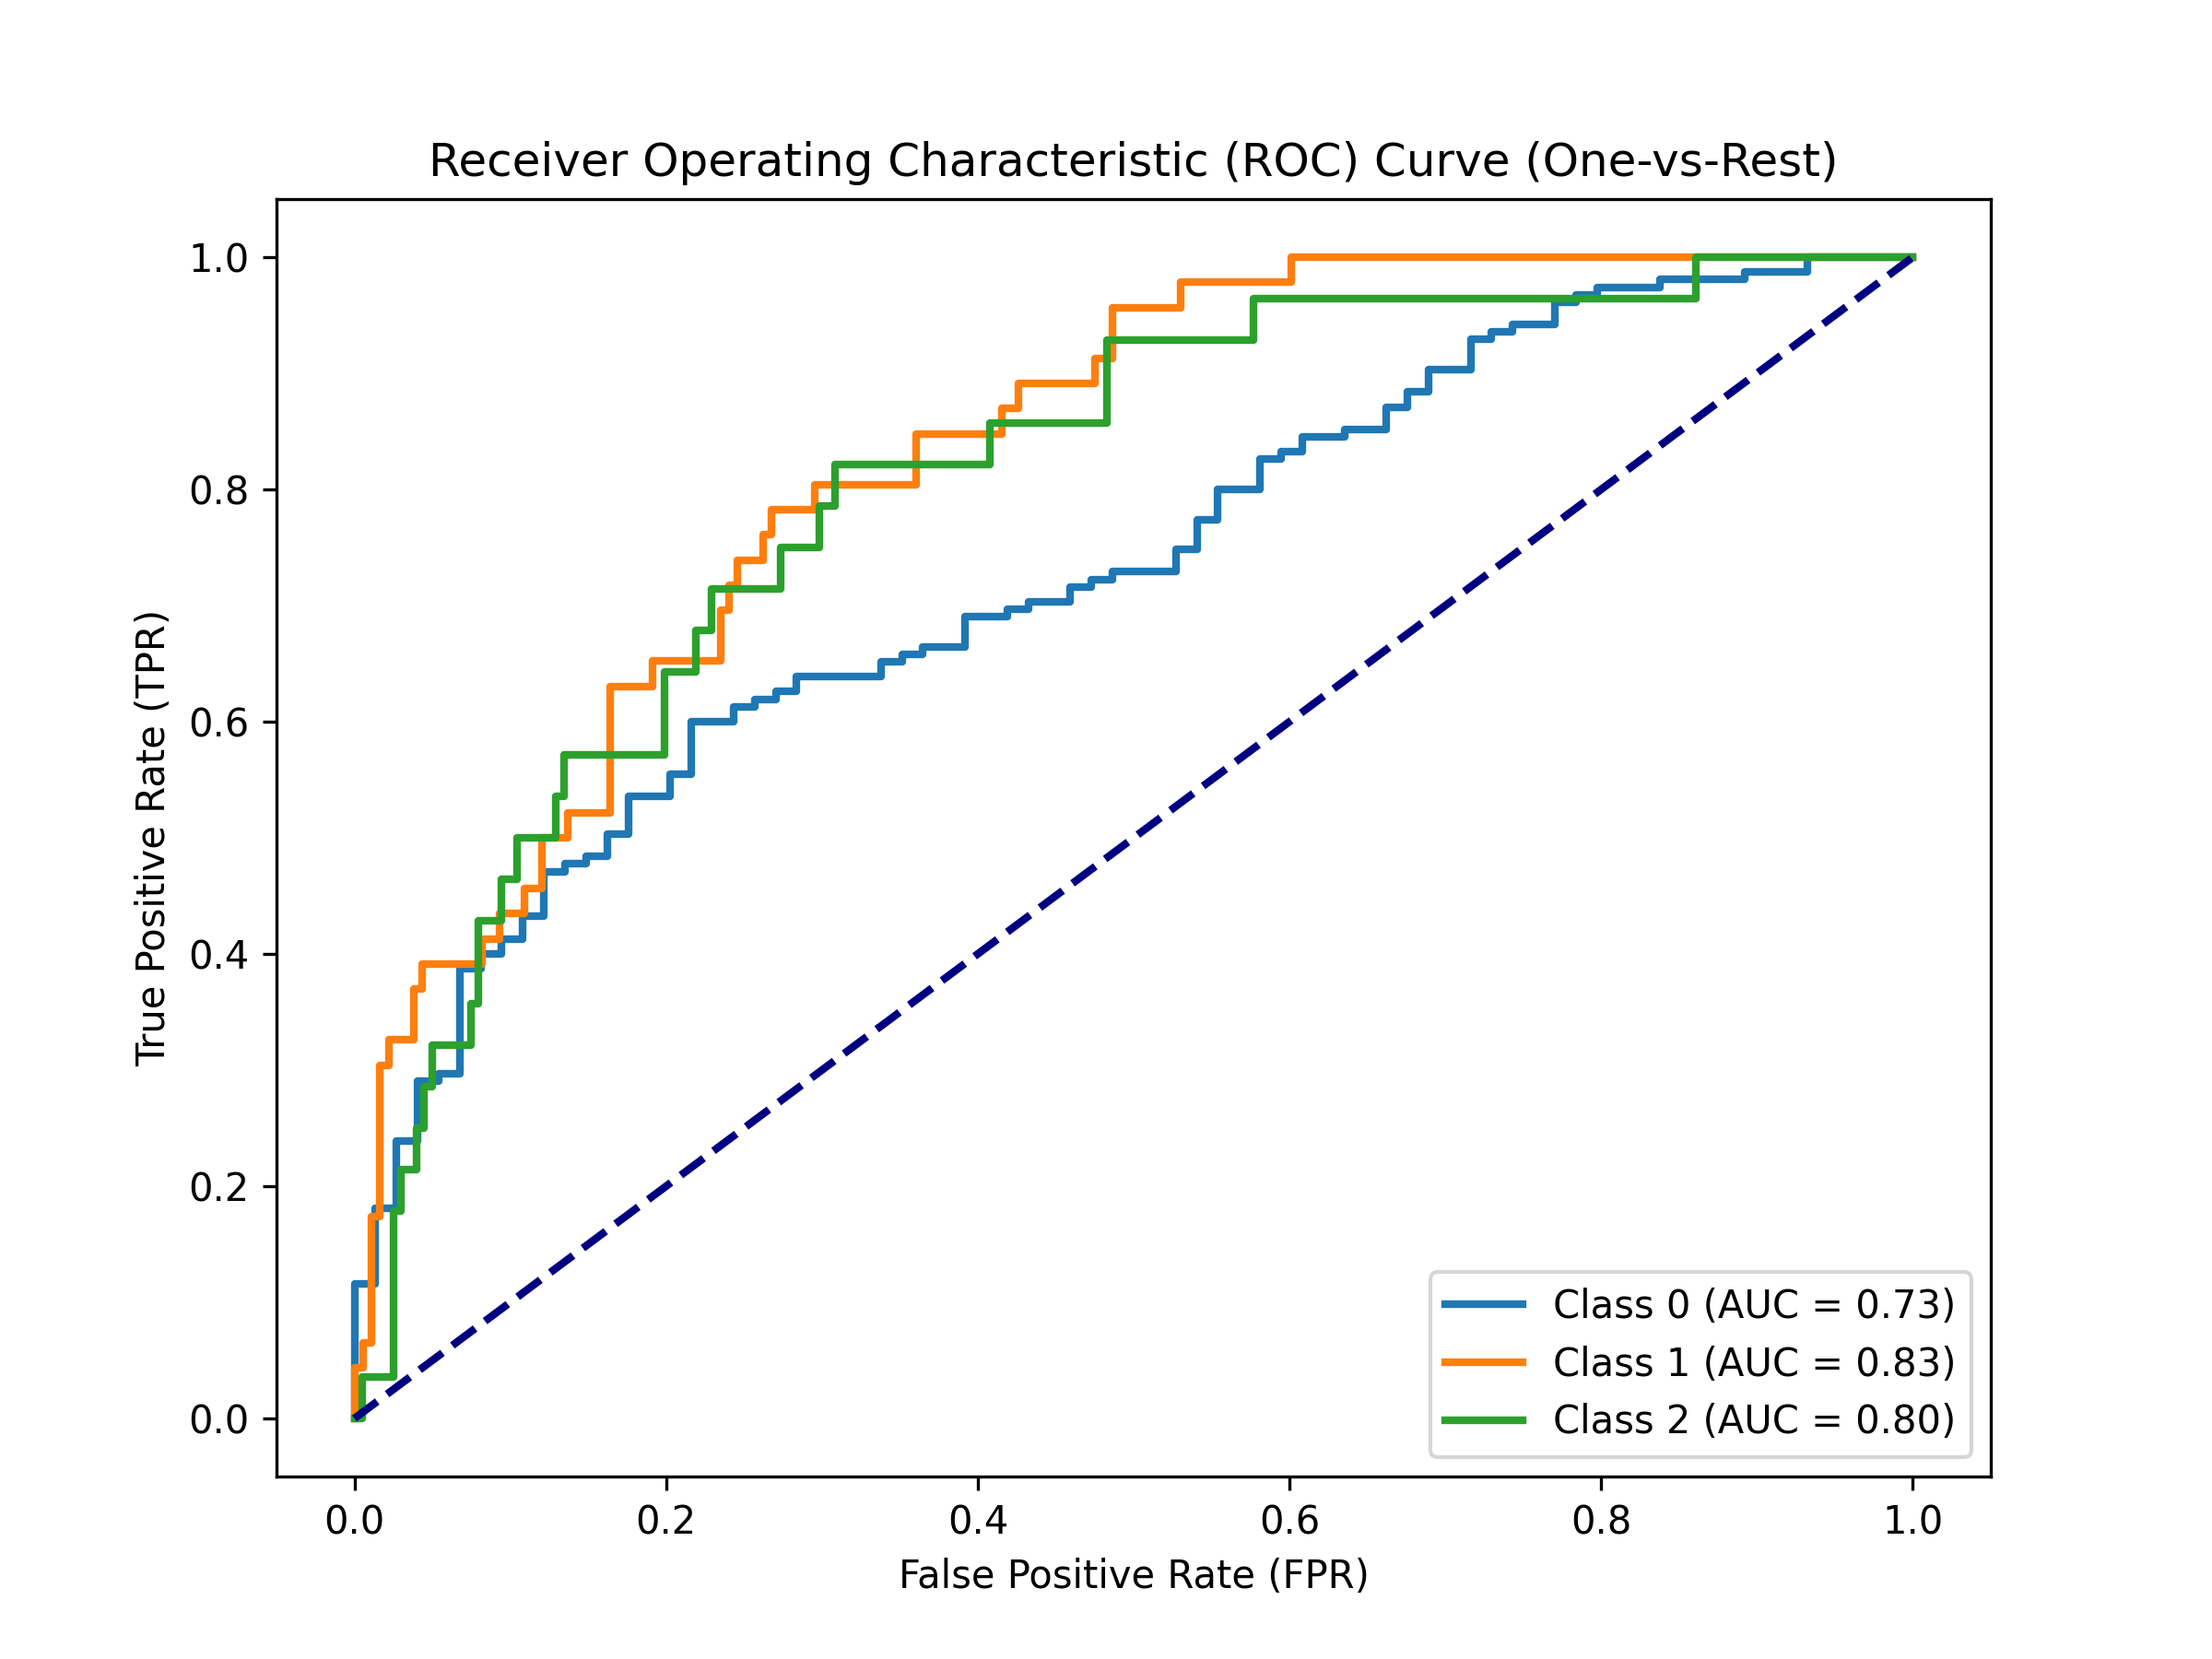 Receiver Operating Characteristic (ROC) Curve (One-vs-Rest)
1.0
0.8
0.6
0.4
0.2
0.0
True Positive Rate (TPR)
Class 0 (AUC = 0.73)
Class 1 (AUC = 0.83)
Class 2 (AUC = 0.80)
0.0 0.2 0.4 0.6 0.8 1.0
False Positive Rate (FPR)